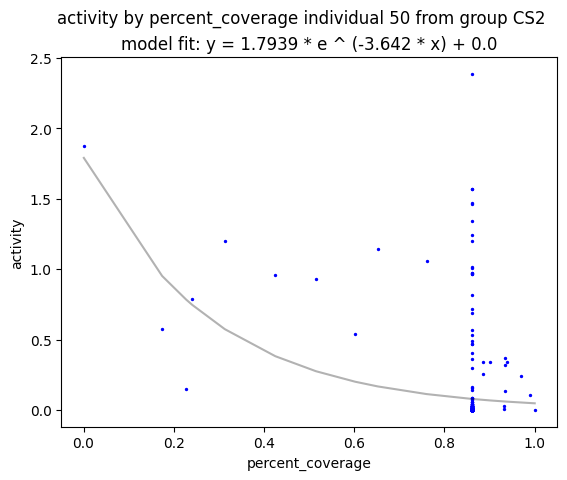 activity by percent_coverage individual 50 from group CS2
model fit: y = 1.7939 * e ^ (-3.642 * x) + 0.0
2.5
2.0
1.5
1.0
0.5
0.0
activity
0.0 0.2 0.4 0.6 0.8 1.0
percent_coverage